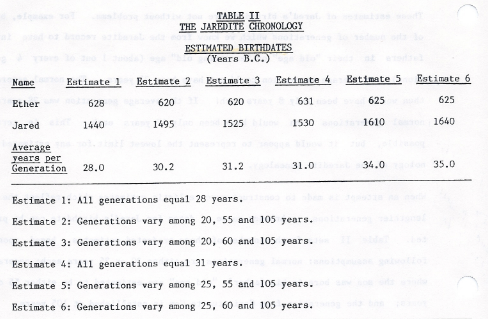 TABLE II
THE JAREDITE CHRONOLOGY
ESTIMATED BIRTHDATES
(Years B.C.)
Name Estimate 1 Estimate 2 Estimate 3 Estimate 4 Estimate 5 Estimate 6
Ether 628 620 620 631 625 625
Jared 1440 1495 1525 1530 1610 1640
Average
years per
Generation 28.0 30.2 31.2 31.0 34.0 35.0
Estimate 1: All generations equal 28 years.
Estimate 2: Generations vary among 20, 55 and 105 years.
Estimate 3: Generations vary among 20, 60 and 105 years.
Estimate 4: All generations equal 31 years.
Estimate 5: Generations vary among 25, 55 and 105 years.
Estimate 6: Generations vary among 25, 60 and 105 years.